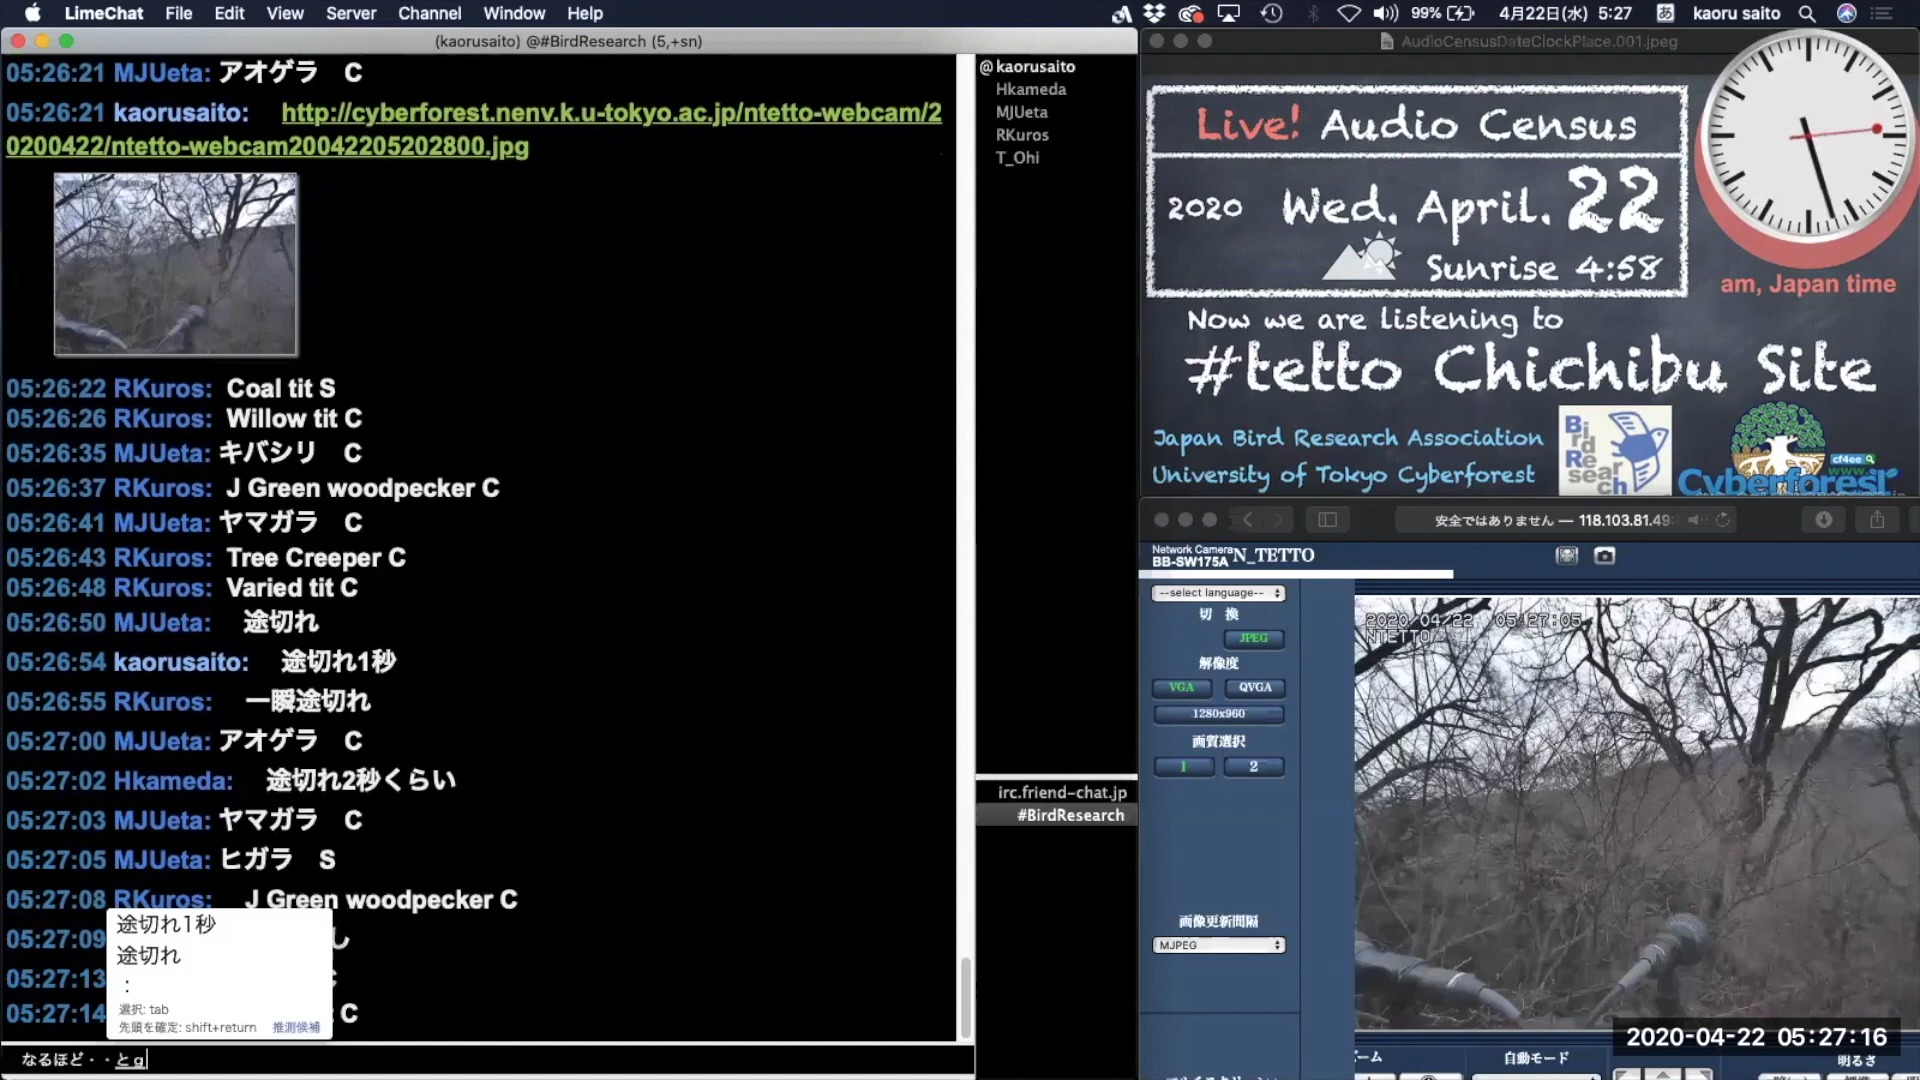 LimeChat File Edit View Server Channel Window Help
99% 4月22日(水) 5:27 あ kaoru saito
(kaorusaito) @#BirdResearch (5,+sn)
05:26:21 MJUeta: アオゲラ C
05:26:21 kaorusaito: http://cyberforest.nenv.k.u-tokyo.ac.jp/ntetto-webcam/2
0200422/ntetto-webcam20042205202800.jpg
05:26:22 RKuros: Coal tit S
05:26:26 RKuros: Willow tit C
05:26:35 MJUeta: キバシリ C
05:26:37 RKuros: J Green woodpecker C
05:26:41 MJUeta: ヤマガラ C
05:26:43 RKuros: Tree Creeper C
05:26:48 RKuros: Varied tit C
05:26:50 MJUeta: 途切れ
05:26:54 kaorusaito: 途切れ1秒
05:26:55 RKuros: 一瞬途切れ
05:27:00 MJUeta: アオゲラ C
05:27:02 Hkameda: 途切れ2秒くらい
05:27:03 MJUeta: ヤマガラ C
05:27:05 MJUeta: ヒガラ S
05:27:08 RKuros: J Green woodpecker C
05:27:09 し
05:27:13
05:27:14 C
途切れ1秒
途切れ
:
選択: tab
先頭を確定: shift+return 推測候補
なるほど・・とg
@kaorusaito
Hkameda
MJUeta
RKuros
T_Ohi
irc.friend-chat.jp
#BirdResearch
AudioCensusDateClockPlace.001.jpeg
Live! Audio Census
2020 Wed. April. 22
Sunrise 4:58
am, Japan time
Now we are listening to
#tetto Chichibu Site
Japan Bird Research Association
University of Tokyo Cyberforest
Bird Research
cf4ee
www.
Cyberforest
安全ではありません — 118.103.81.49:
Network Camera
BB-SW175A N_TETTO
--select language--
切 換
JPEG
解像度
VGA QVGA
1280x960
画質選択
1 2
画像更新間隔
MJPEG
2020/04/22 05:27:05
NTETTO
2020-04-22 05:27:16
ーム 自動モード 明るさ